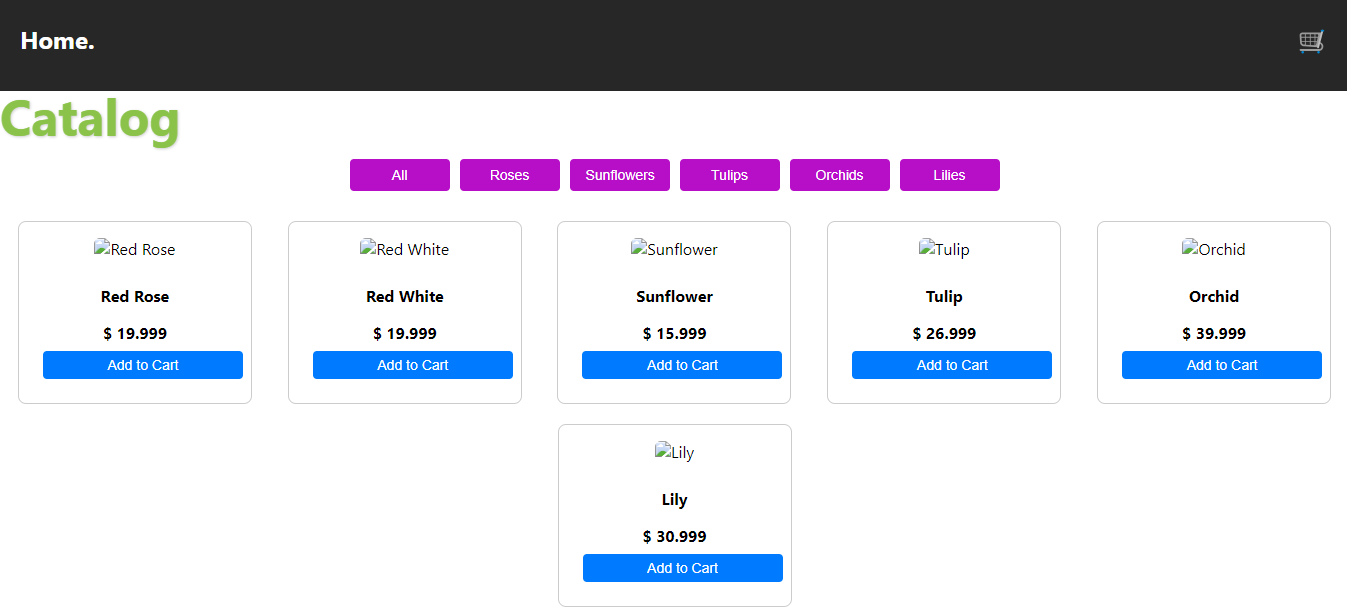 Home.
Catalog
All Roses Sunflowers Tulips Orchids Lilies
Red Rose Red White Sunflower Tulip Orchid
Red Rose Red White Sunflower Tulip Orchid
$ 19.999 $ 19.999 $ 15.999 $ 26.999 $ 39.999
Add to Cart Add to Cart Add to Cart Add to Cart Add to Cart
Lily
Lily
$ 30.999
Add to Cart